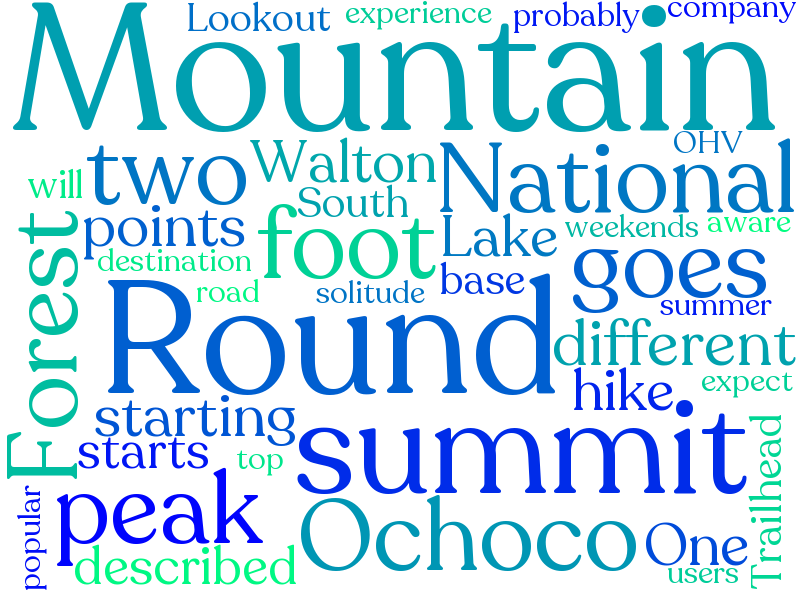 Lookout experience probably company
Mountain
OHV
two Walton National
will
South
points foot Lake weekends aware
destination goes
road solitude base summer
Forest
Round different
hike expect
starting summit
starts top
Trailhead
peak Ochoco One
popular
described users